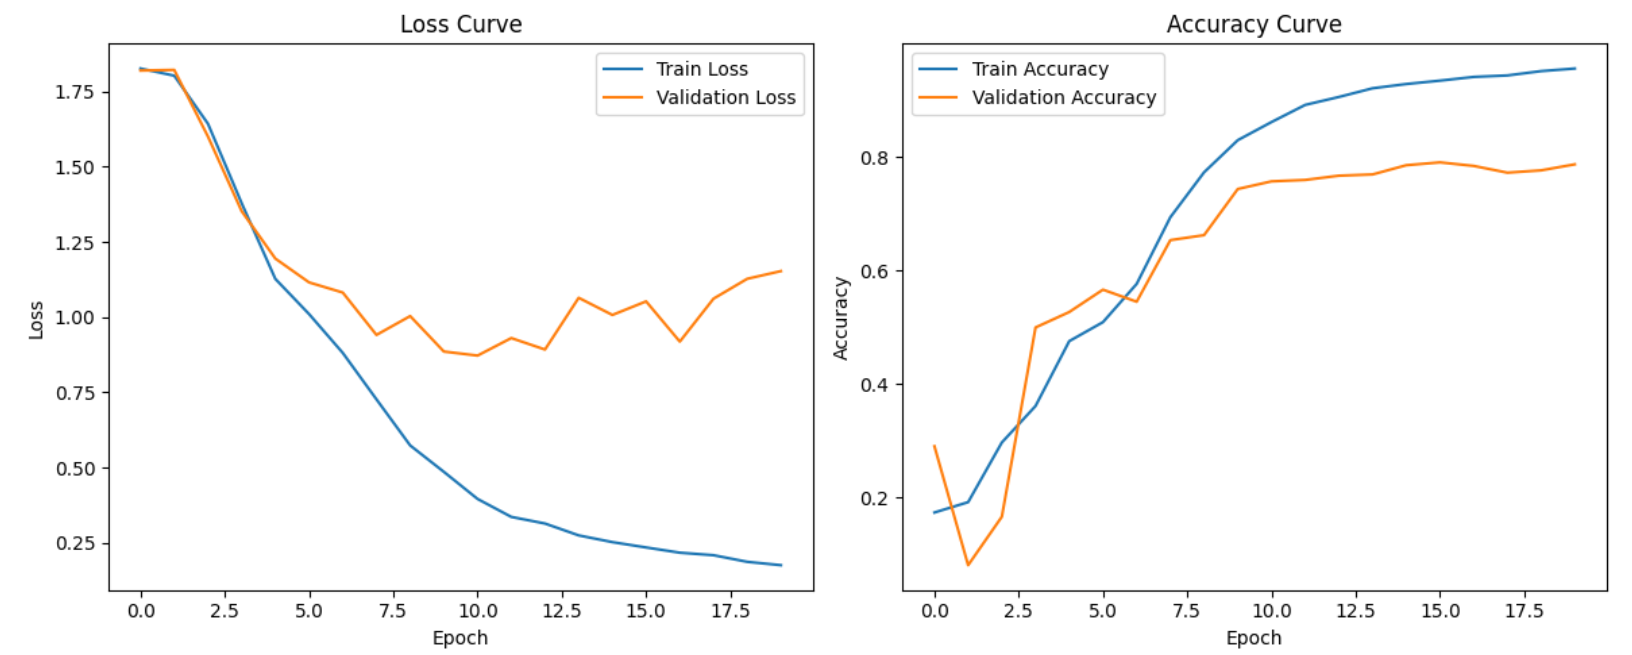 Loss Curve
Train Loss
Validation Loss
1.75
1.50
1.25
1.00
0.75
0.50
0.25
Loss
0.0 2.5 5.0 7.5 10.0 12.5 15.0 17.5
Epoch
Accuracy Curve
Train Accuracy
Validation Accuracy
0.8
0.6
0.4
0.2
Accuracy
0.0 2.5 5.0 7.5 10.0 12.5 15.0 17.5
Epoch